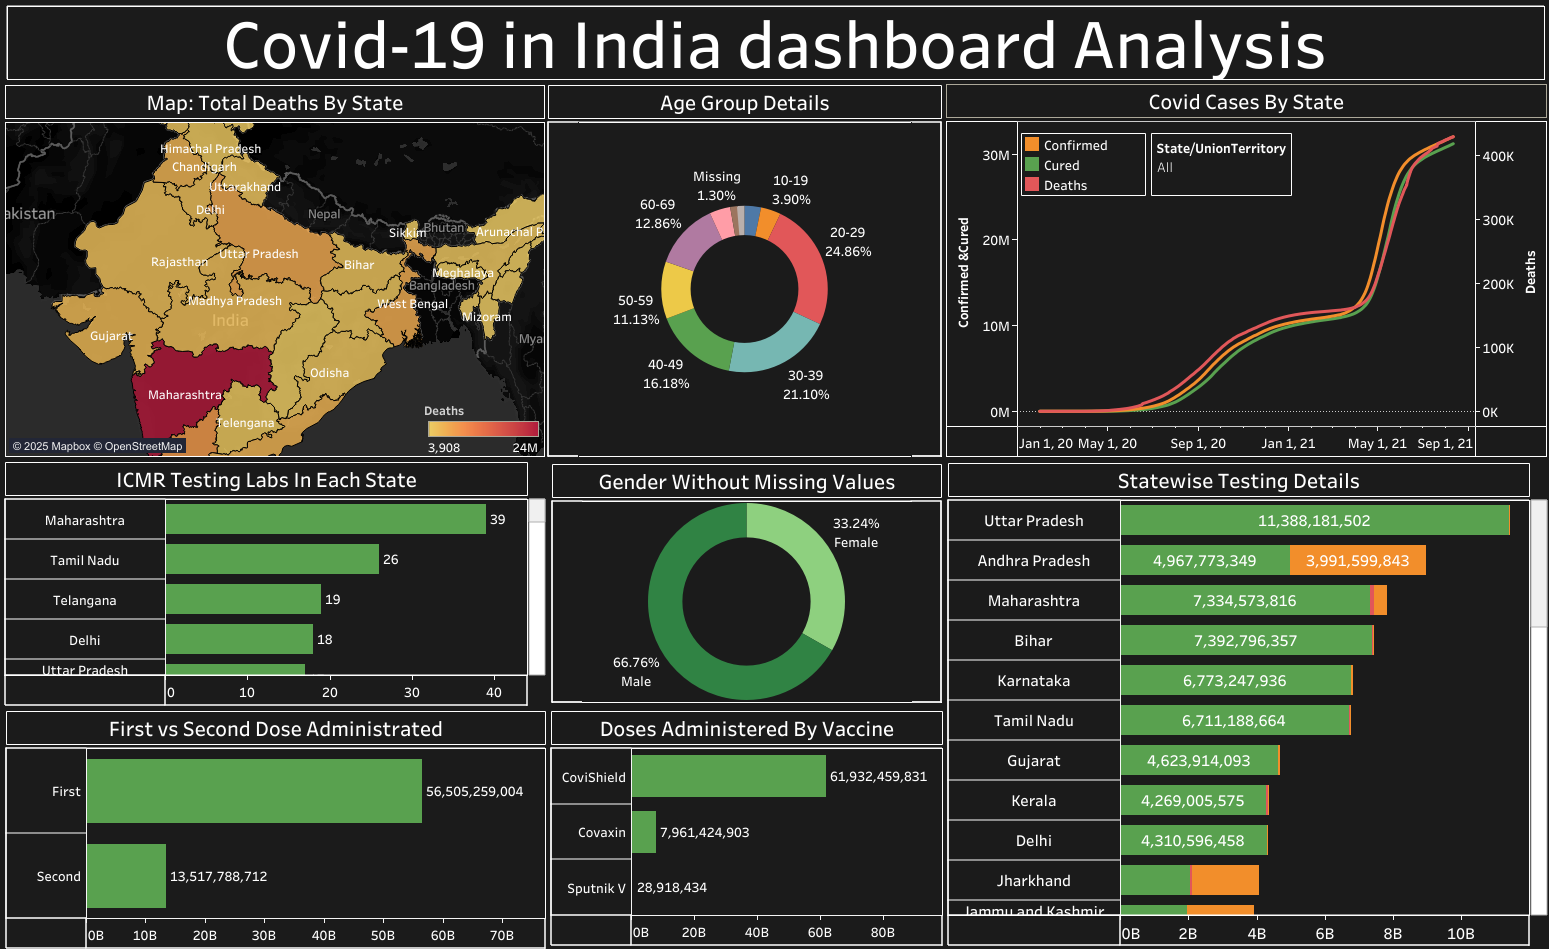 Covid-19 in India dashboard Analysis
Map: Total Deaths By State
Himachal Pradesh
Chandigarh
Uttarakhand
Delhi
akistan
Nepal
Sikkim
Bhutan
Arunachal P
Rajasthan
Uttar Pradesh
Bihar
Meghalaya
Bangladesh
Madhya Pradesh
West Bengal
India
Mizoram
Gujarat
Mya
Odisha
Maharashtra
Telengana
Deaths
3,908 24M
© 2025 Mapbox © OpenStreetMap
Age Group Details
Missing
1.30%
10-19
3.90%
20-29
24.86%
30-39
21.10%
40-49
16.18%
50-59
11.13%
60-69
12.86%
Covid Cases By State
Confirmed
Cured
Deaths
State/UnionTerritory
All
Confirmed &Cured
30M
20M
10M
0M
Deaths
400K
300K
200K
100K
0K
Jan 1, 20 May 1, 20 Sep 1, 20 Jan 1, 21 May 1, 21 Sep 1, 21
ICMR Testing Labs In Each State
Maharashtra 39
Tamil Nadu 26
Telangana 19
Delhi 18
Uttar Pradesh
0 10 20 30 40
Gender Without Missing Values
33.24%
Female
66.76%
Male
Statewise Testing Details
Uttar Pradesh 11,388,181,502
Andhra Pradesh 4,967,773,349 3,991,599,843
Maharashtra 7,334,573,816
Bihar 7,392,796,357
Karnataka 6,773,247,936
Tamil Nadu 6,711,188,664
Gujarat 4,623,914,093
Kerala 4,269,005,575
Delhi 4,310,596,458
Jharkhand
Jammu and Kashmir
0B 2B 4B 6B 8B 10B
First vs Second Dose Administrated
First 56,505,259,004
Second 13,517,788,712
0B 10B 20B 30B 40B 50B 60B 70B
Doses Administered By Vaccine
CoviShield 61,932,459,831
Covaxin 7,961,424,903
Sputnik V 28,918,434
0B 20B 40B 60B 80B